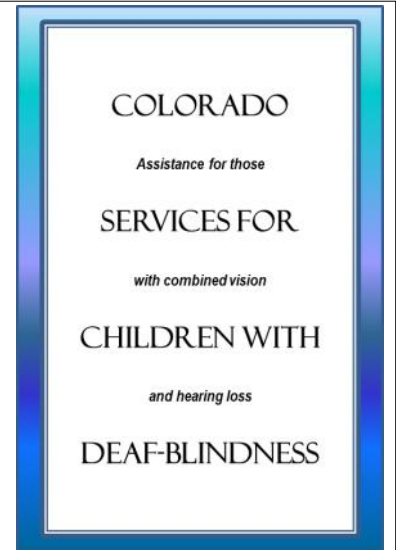 COLORADO
Assistance for those
SERVICES FOR
with combined vision
CHILDREN WITH
and hearing loss
DEAF-BLINDNESS